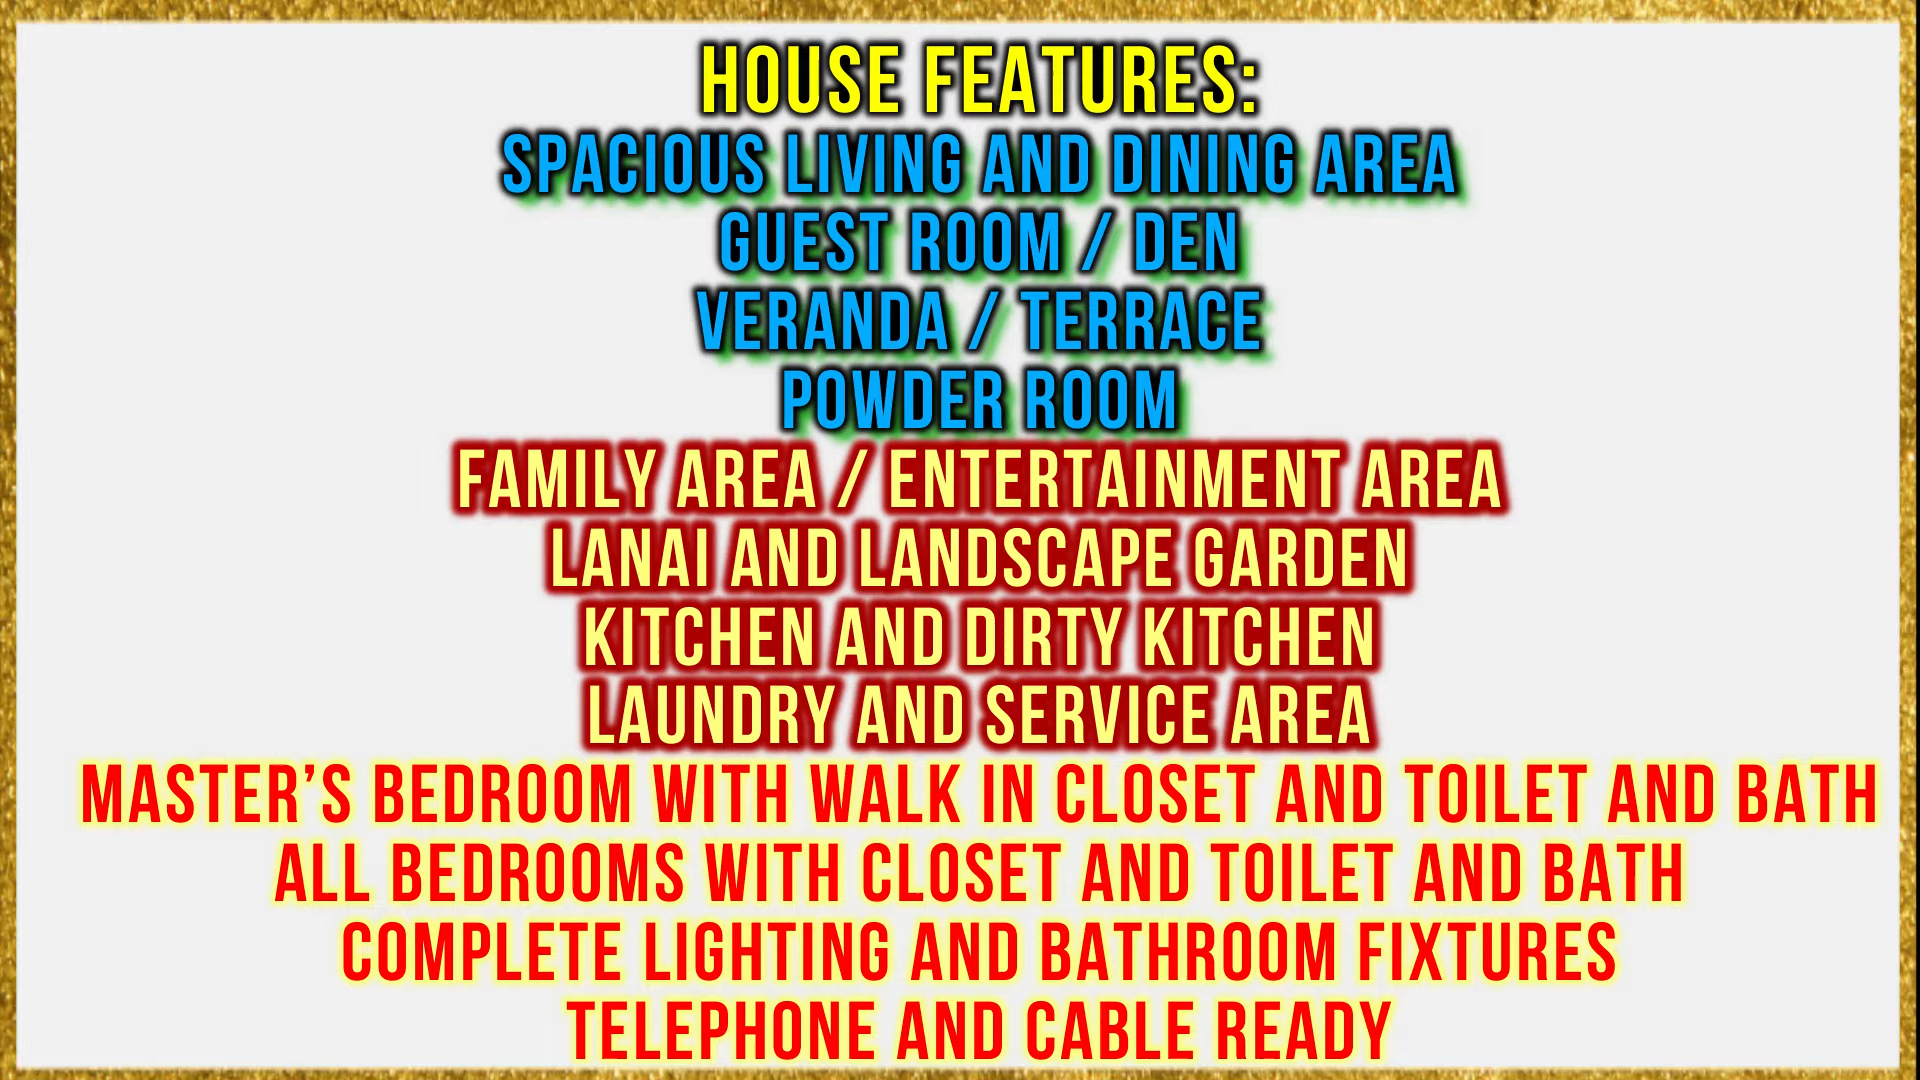 HOUSE FEATURES:
SPACIOUS LIVING AND DINING AREA
GUEST ROOM / DEN
VERANDA / TERRACE
POWDER ROOM
FAMILY AREA / ENTERTAINMENT AREA
LANAI AND LANDSCAPE GARDEN
KITCHEN AND DIRTY KITCHEN
LAUNDRY AND SERVICE AREA
MASTER’S BEDROOM WITH WALK IN CLOSET AND TOILET AND BATH
ALL BEDROOMS WITH CLOSET AND TOILET AND BATH
COMPLETE LIGHTING AND BATHROOM FIXTURES
TELEPHONE AND CABLE READY